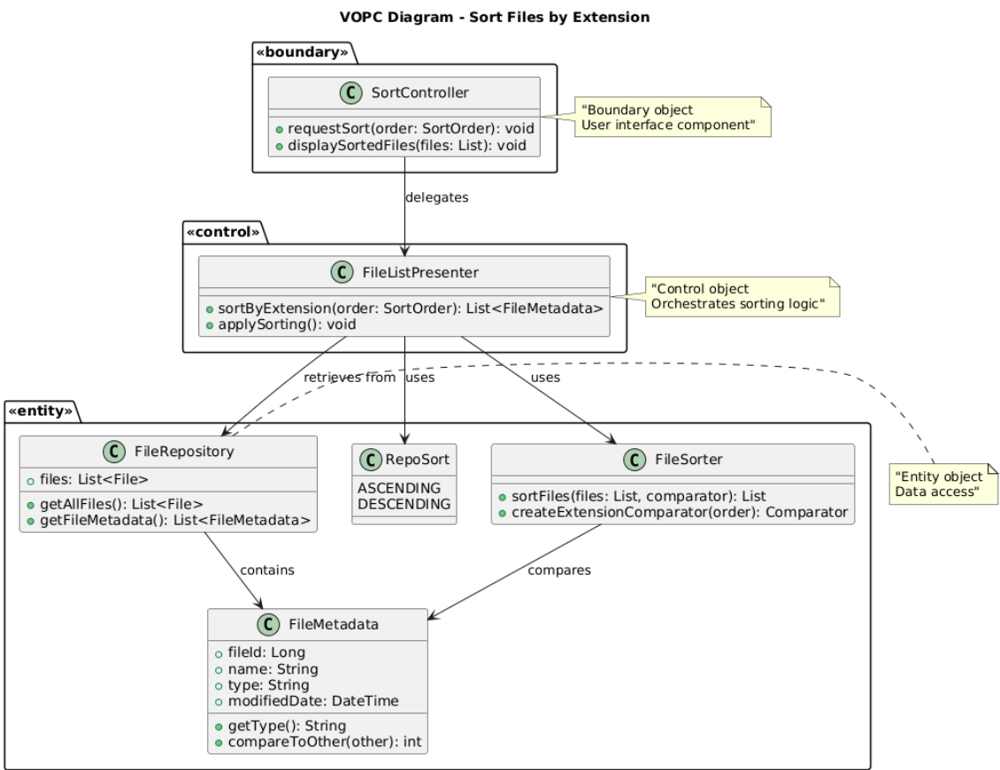 VOPC Diagram - Sort Files by Extension
«boundary»
C SortController
requestSort(order: SortOrder): void
displaySortedFiles(files: List): void
"Boundary object
User interface component"
delegates
«control»
C FileListPresenter
sortByExtension(order: SortOrder): List<FileMetadata>
applySorting(): void
"Control object
Orchestrates sorting logic"
retrieves from
uses
uses
«entity»
C FileRepository
files: List<File>
getAllFiles(): List<File>
getFileMetadata(): List<FileMetadata>
C RepoSort
ASCENDING
DESCENDING
C FileSorter
sortFiles(files: List, comparator): List
createExtensionComparator(order): Comparator
"Entity object
Data access"
contains
compares
C FileMetadata
fileId: Long
name: String
type: String
modifiedDate: DateTime
getType(): String
compareToOther(other): int